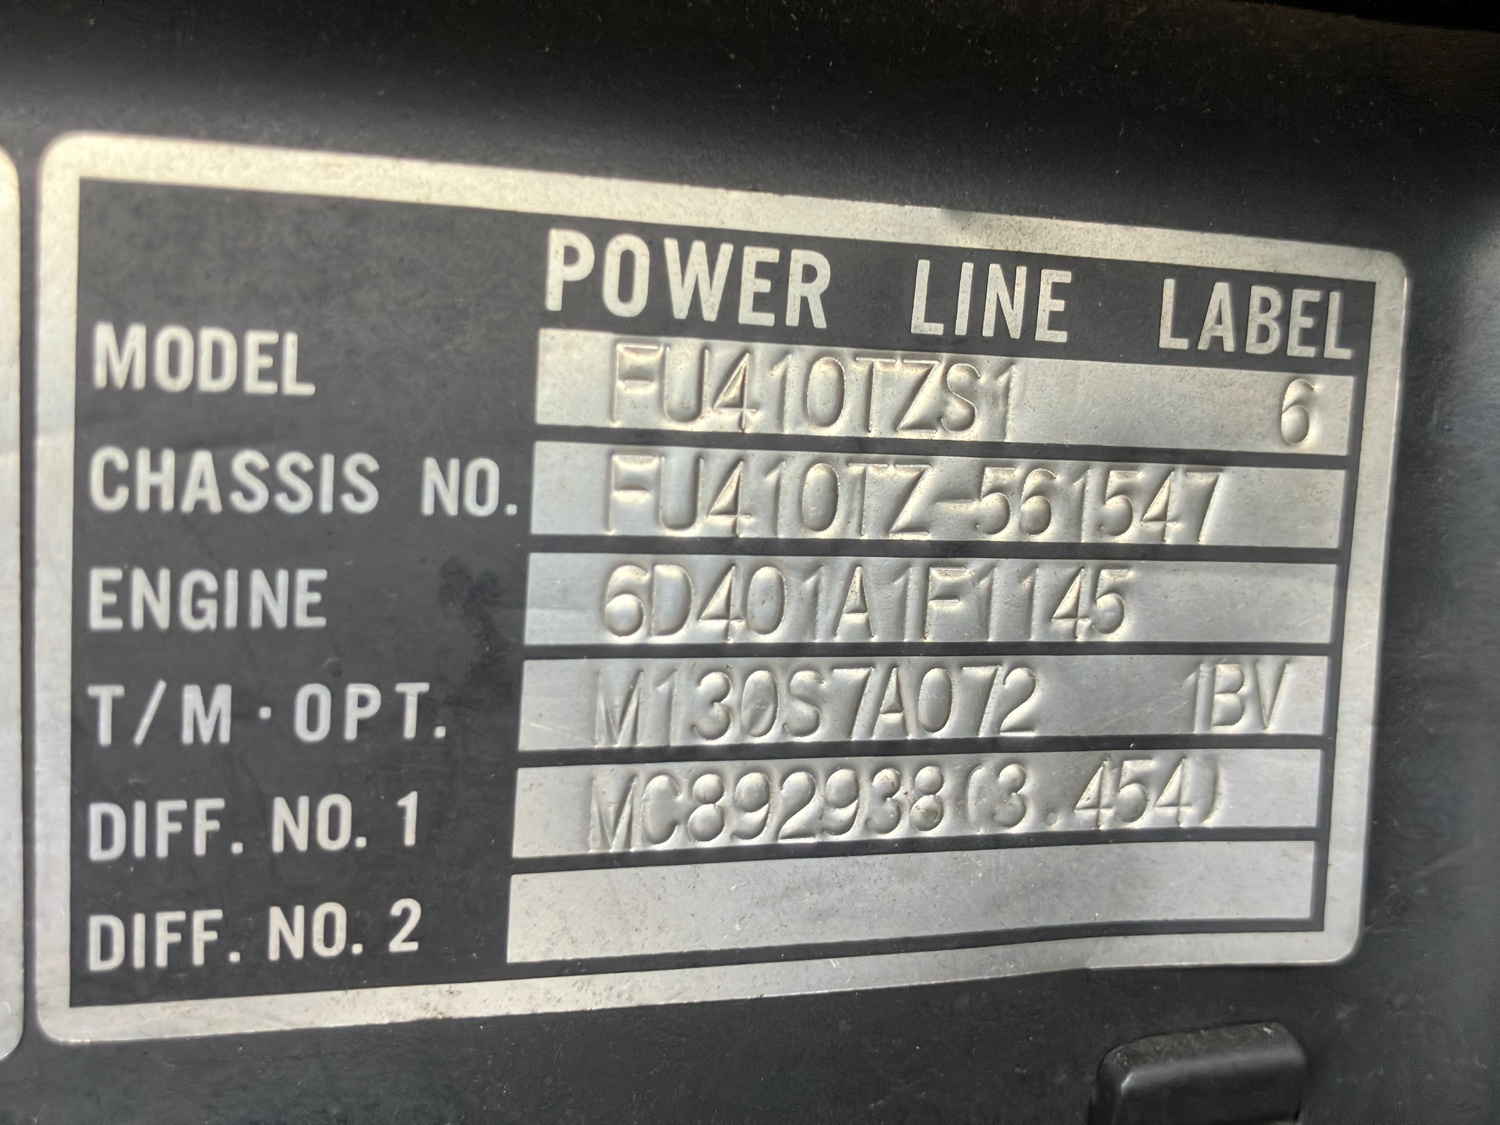 POWER LINE LABEL
MODEL FU410TZS1 6
CHASSIS NO. FU410TZ-561547
ENGINE 6D401A1F1145
T/M·OPT. M130S7A072 1BV
DIFF. NO. 1 MC892938(3.454)
DIFF. NO. 2